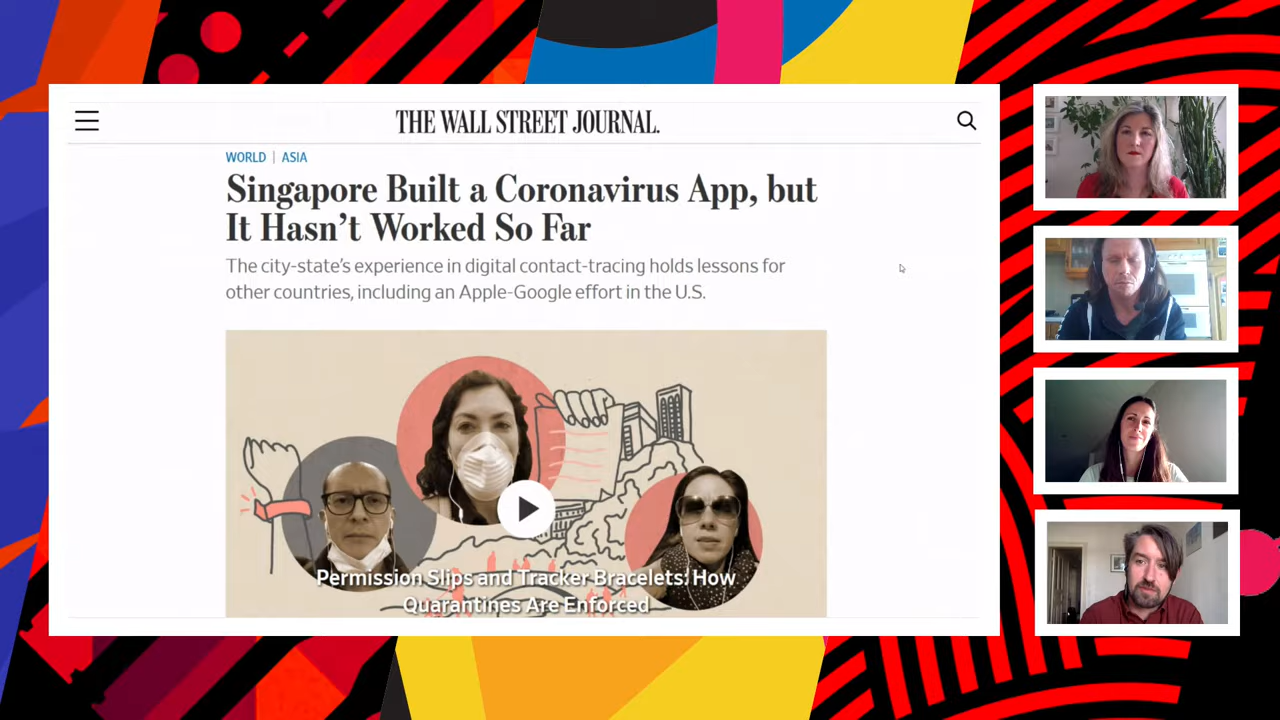 THE WALL STREET JOURNAL.
WORLD | ASIA
Singapore Built a Coronavirus App, but
It Hasn’t Worked So Far
The city-state’s experience in digital contact-tracing holds lessons for
other countries, including an Apple-Google effort in the U.S.
Permission Slips and Tracker Bracelets: How
Quarantines Are Enforced